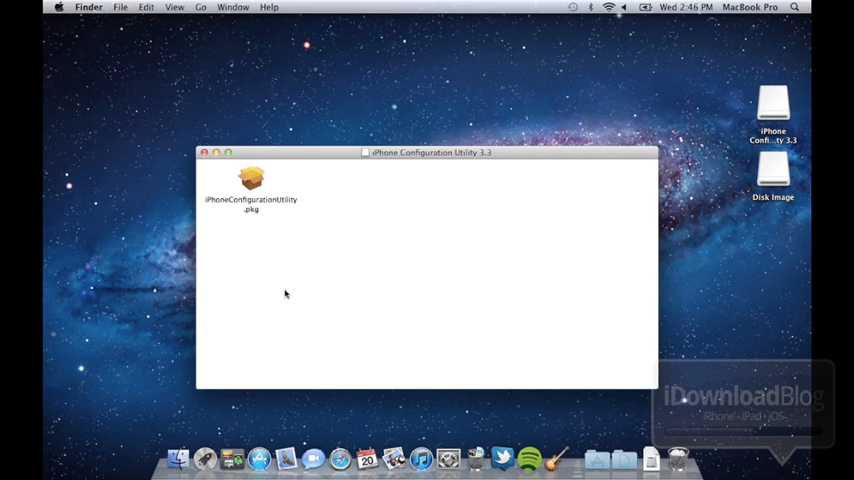 Finder File Edit View Go Window Help
Wed 2:46 PM MacBook Pro
iPhone Configuration Utility 3.3
iPhoneConfigurationUtility
.pkg
iPhone
Confi...ty 3.3
Disk Image
iDownloadBlog
iPhone • iPad • iOS
20